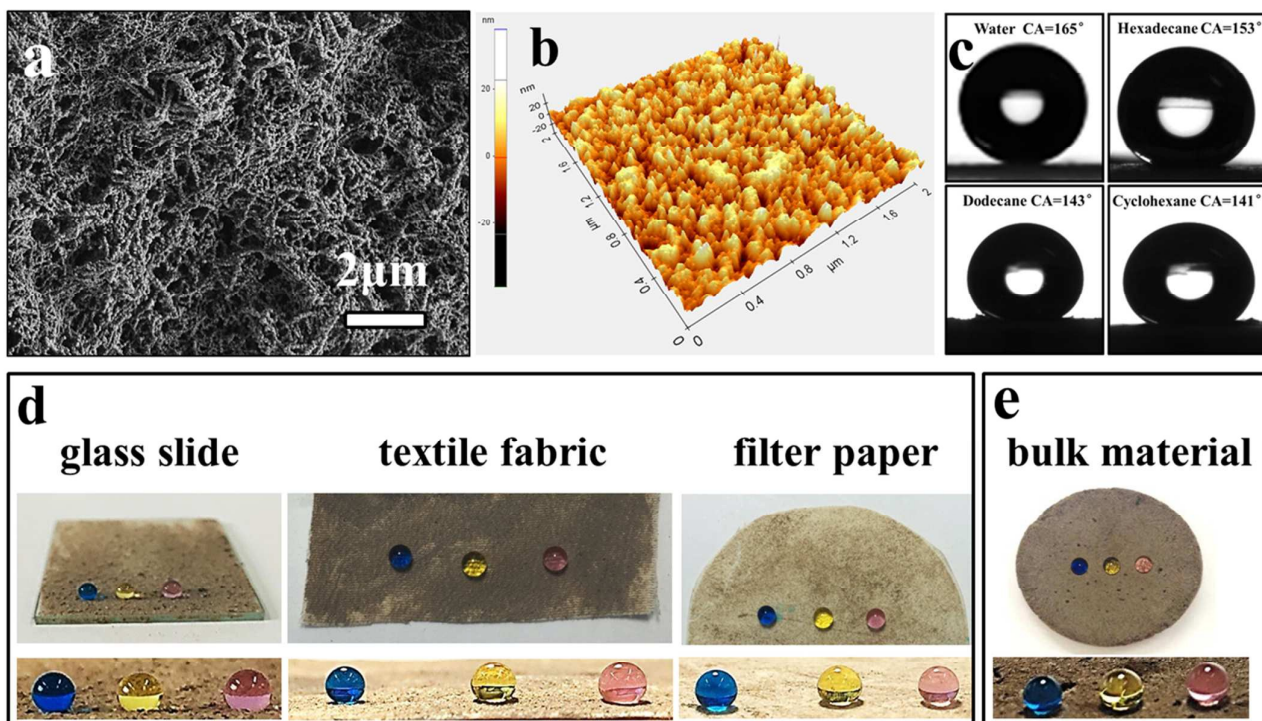 a
2μm
nm
20
0
-20
b
nm
20
0
-20
2
1.6
1.2
μm
0.8
0.4
0
0
0.4
0.8
μm
1.2
1.6
2
c
Water CA=165°
Hexadecane CA=153°
Dodecane CA=143°
Cyclohexane CA=141°
d
glass slide
textile fabric
filter paper
e
bulk material